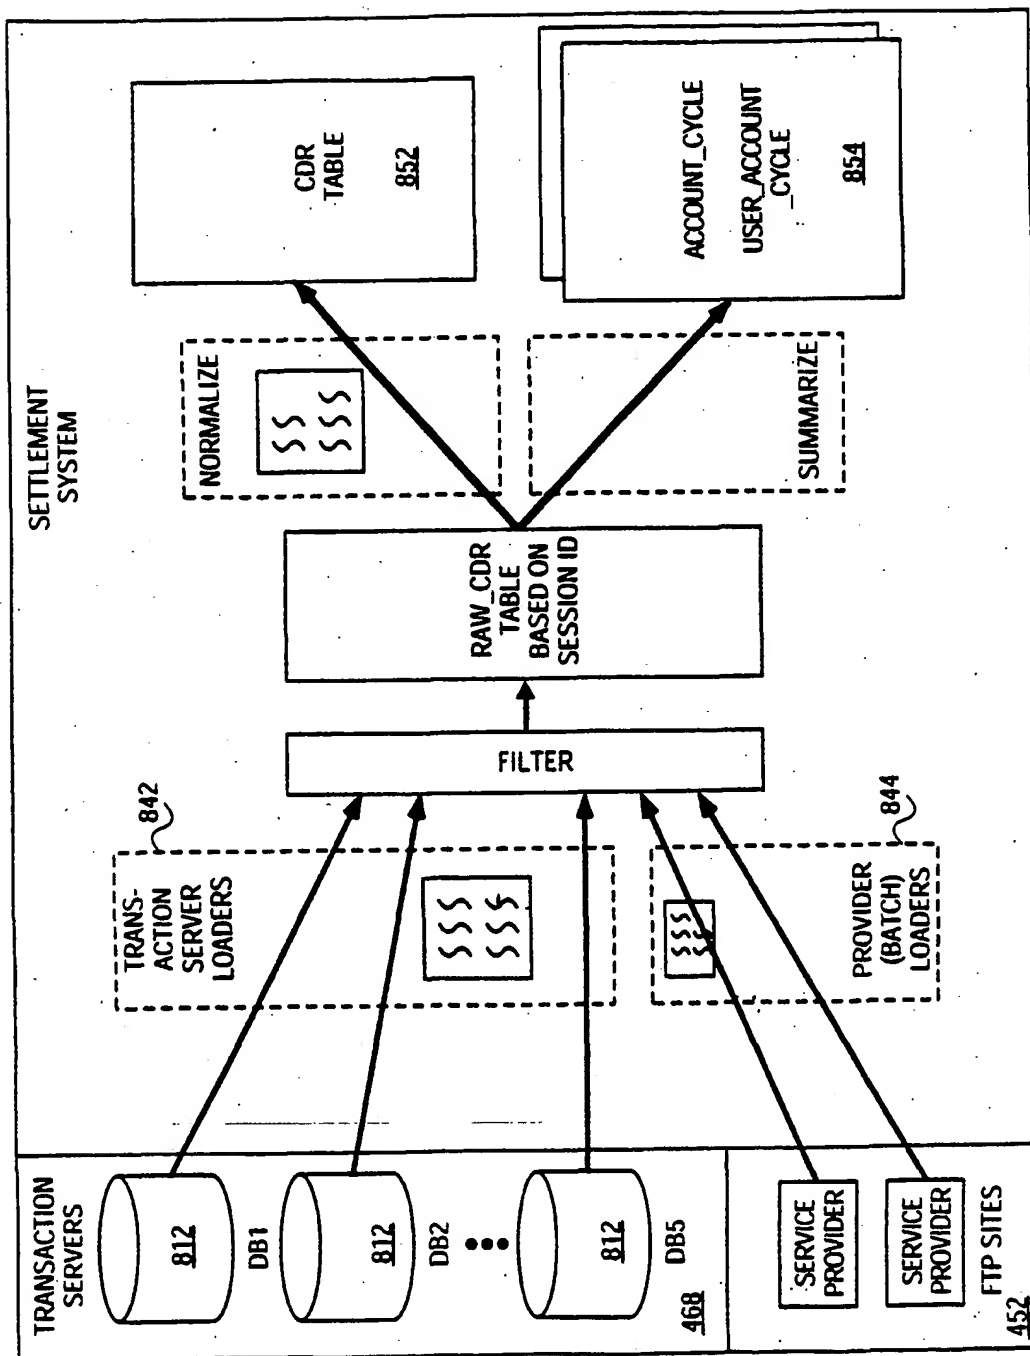 SETTLEMENT
SYSTEM
TRANSACTION
SERVERS
812
DB1
812
DB2
812
DB5
468
SERVICE
PROVIDER
SERVICE
PROVIDER
FTP SITES
452
842
TRANS-
ACTION
SERVER
LOADERS
844
PROVIDER
(BATCH)
LOADERS
FILTER
RAW_CDR
TABLE
BASED ON
SESSION ID
NORMALIZE
SUMMARIZE
CDR
TABLE
852
ACCOUNT_CYCLE
USER_ACCOUNT
_CYCLE
854